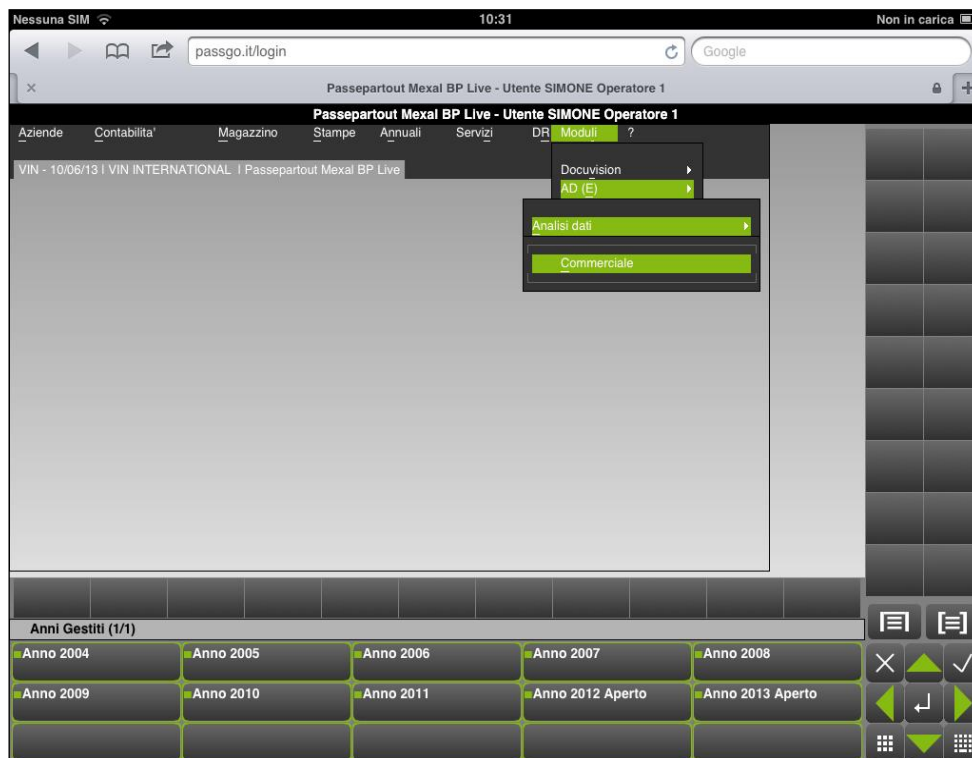 Nessuna SIM 10:31 Non in carica
passgo.it/login Google
Passepartout Mexal BP Live - Utente SIMONE Operatore 1
Passepartout Mexal BP Live - Utente SIMONE Operatore 1
Aziende Contabilita' Magazzino Stampe Annuali Servizi DR Moduli ?
VIN - 10/06/13 | VIN INTERNATIONAL | Passepartout Mexal BP Live
Docuvision
AD (E)
Analisi dati
Commerciale
Anni Gestiti (1/1)
Anno 2004 Anno 2005 Anno 2006 Anno 2007 Anno 2008
Anno 2009 Anno 2010 Anno 2011 Anno 2012 Aperto Anno 2013 Aperto